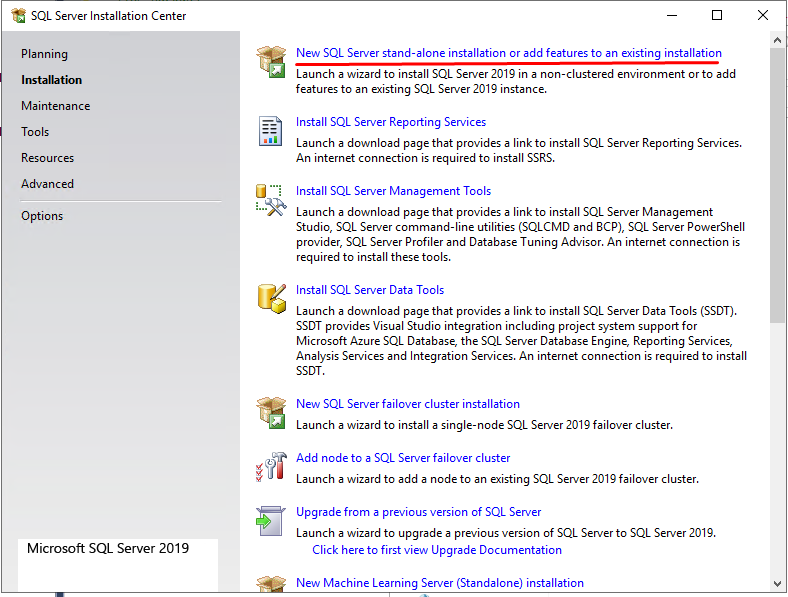 SQL Server Installation Center
Planning
Installation
Maintenance
Tools
Resources
Advanced
Options
Microsoft SQL Server 2019
New SQL Server stand-alone installation or add features to an existing installation
Launch a wizard to install SQL Server 2019 in a non-clustered environment or to add
features to an existing SQL Server 2019 instance.
Install SQL Server Reporting Services
Launch a download page that provides a link to install SQL Server Reporting Services.
An internet connection is required to install SSRS.
Install SQL Server Management Tools
Launch a download page that provides a link to install SQL Server Management
Studio, SQL Server command-line utilities (SQLCMD and BCP), SQL Server PowerShell
provider, SQL Server Profiler and Database Tuning Advisor. An internet connection is
required to install these tools.
Install SQL Server Data Tools
Launch a download page that provides a link to install SQL Server Data Tools (SSDT).
SSDT provides Visual Studio integration including project system support for
Microsoft Azure SQL Database, the SQL Server Database Engine, Reporting Services,
Analysis Services and Integration Services. An internet connection is required to install
SSDT.
New SQL Server failover cluster installation
Launch a wizard to install a single-node SQL Server 2019 failover cluster.
Add node to a SQL Server failover cluster
Launch a wizard to add a node to an existing SQL Server 2019 failover cluster.
Upgrade from a previous version of SQL Server
Launch a wizard to upgrade a previous version of SQL Server to SQL Server 2019.
Click here to first view Upgrade Documentation
New Machine Learning Server (Standalone) installation